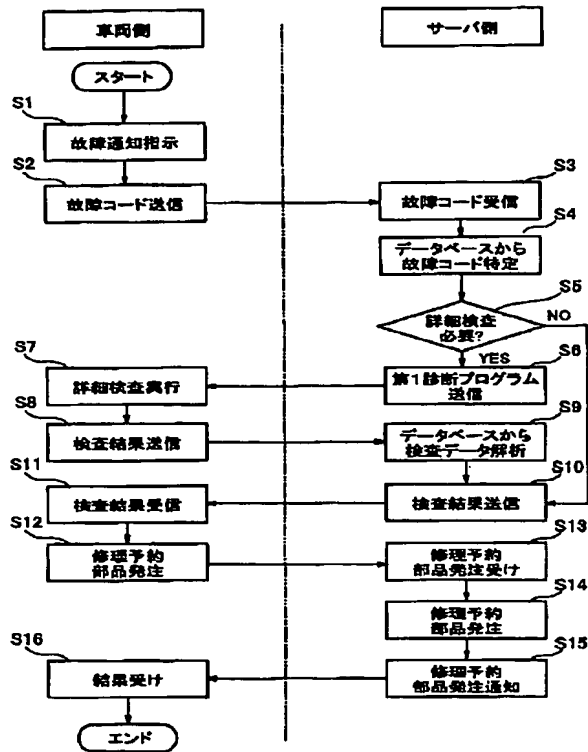 車両側
サーバ側
スタート
S1
故障通知指示
S2
故障コード送信
S3
故障コード受信
S4
データベースから
故障コード特定
S5
詳細検査
必要?
NO
YES
S6
第1診断プログラム
送信
S7
詳細検査実行
S8
検査結果送信
S9
データベースから
検査データ解析
S10
検査結果送信
S11
検査結果受信
S12
修理予約
部品発注
S13
修理予約
部品発注受け
S14
修理予約
部品発注
S15
修理予約
部品発注通知
S16
結果受け
エンド